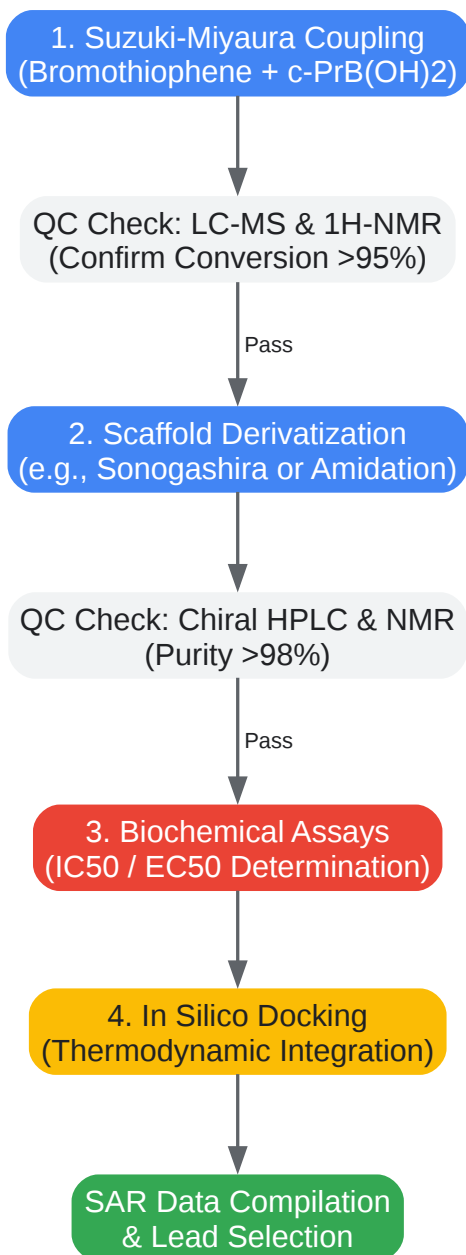 1. Suzuki-Miyaura Coupling
(Bromothiophene + c-PrB(OH)2)
QC Check: LC-MS & 1H-NMR
(Confirm Conversion >95%)
Pass
2. Scaffold Derivatization
(e.g., Sonogashira or Amidation)
QC Check: Chiral HPLC & NMR
(Purity >98%)
Pass
3. Biochemical Assays
(IC50 / EC50 Determination)
4. In Silico Docking
(Thermodynamic Integration)
SAR Data Compilation
& Lead Selection